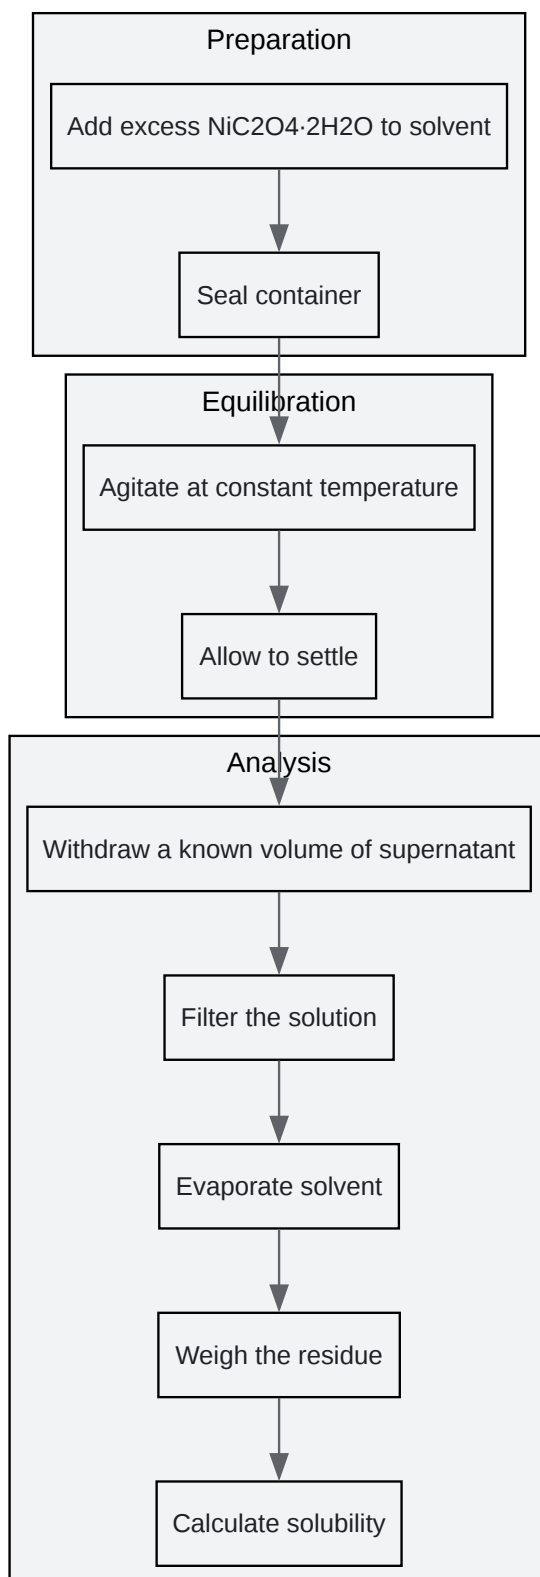 Preparation
Add excess NiC2O4·2H2O to solvent
Seal container
Equilibration
Agitate at constant temperature
Allow to settle
Analysis
Withdraw a known volume of supernatant
Filter the solution
Evaporate solvent
Weigh the residue
Calculate solubility